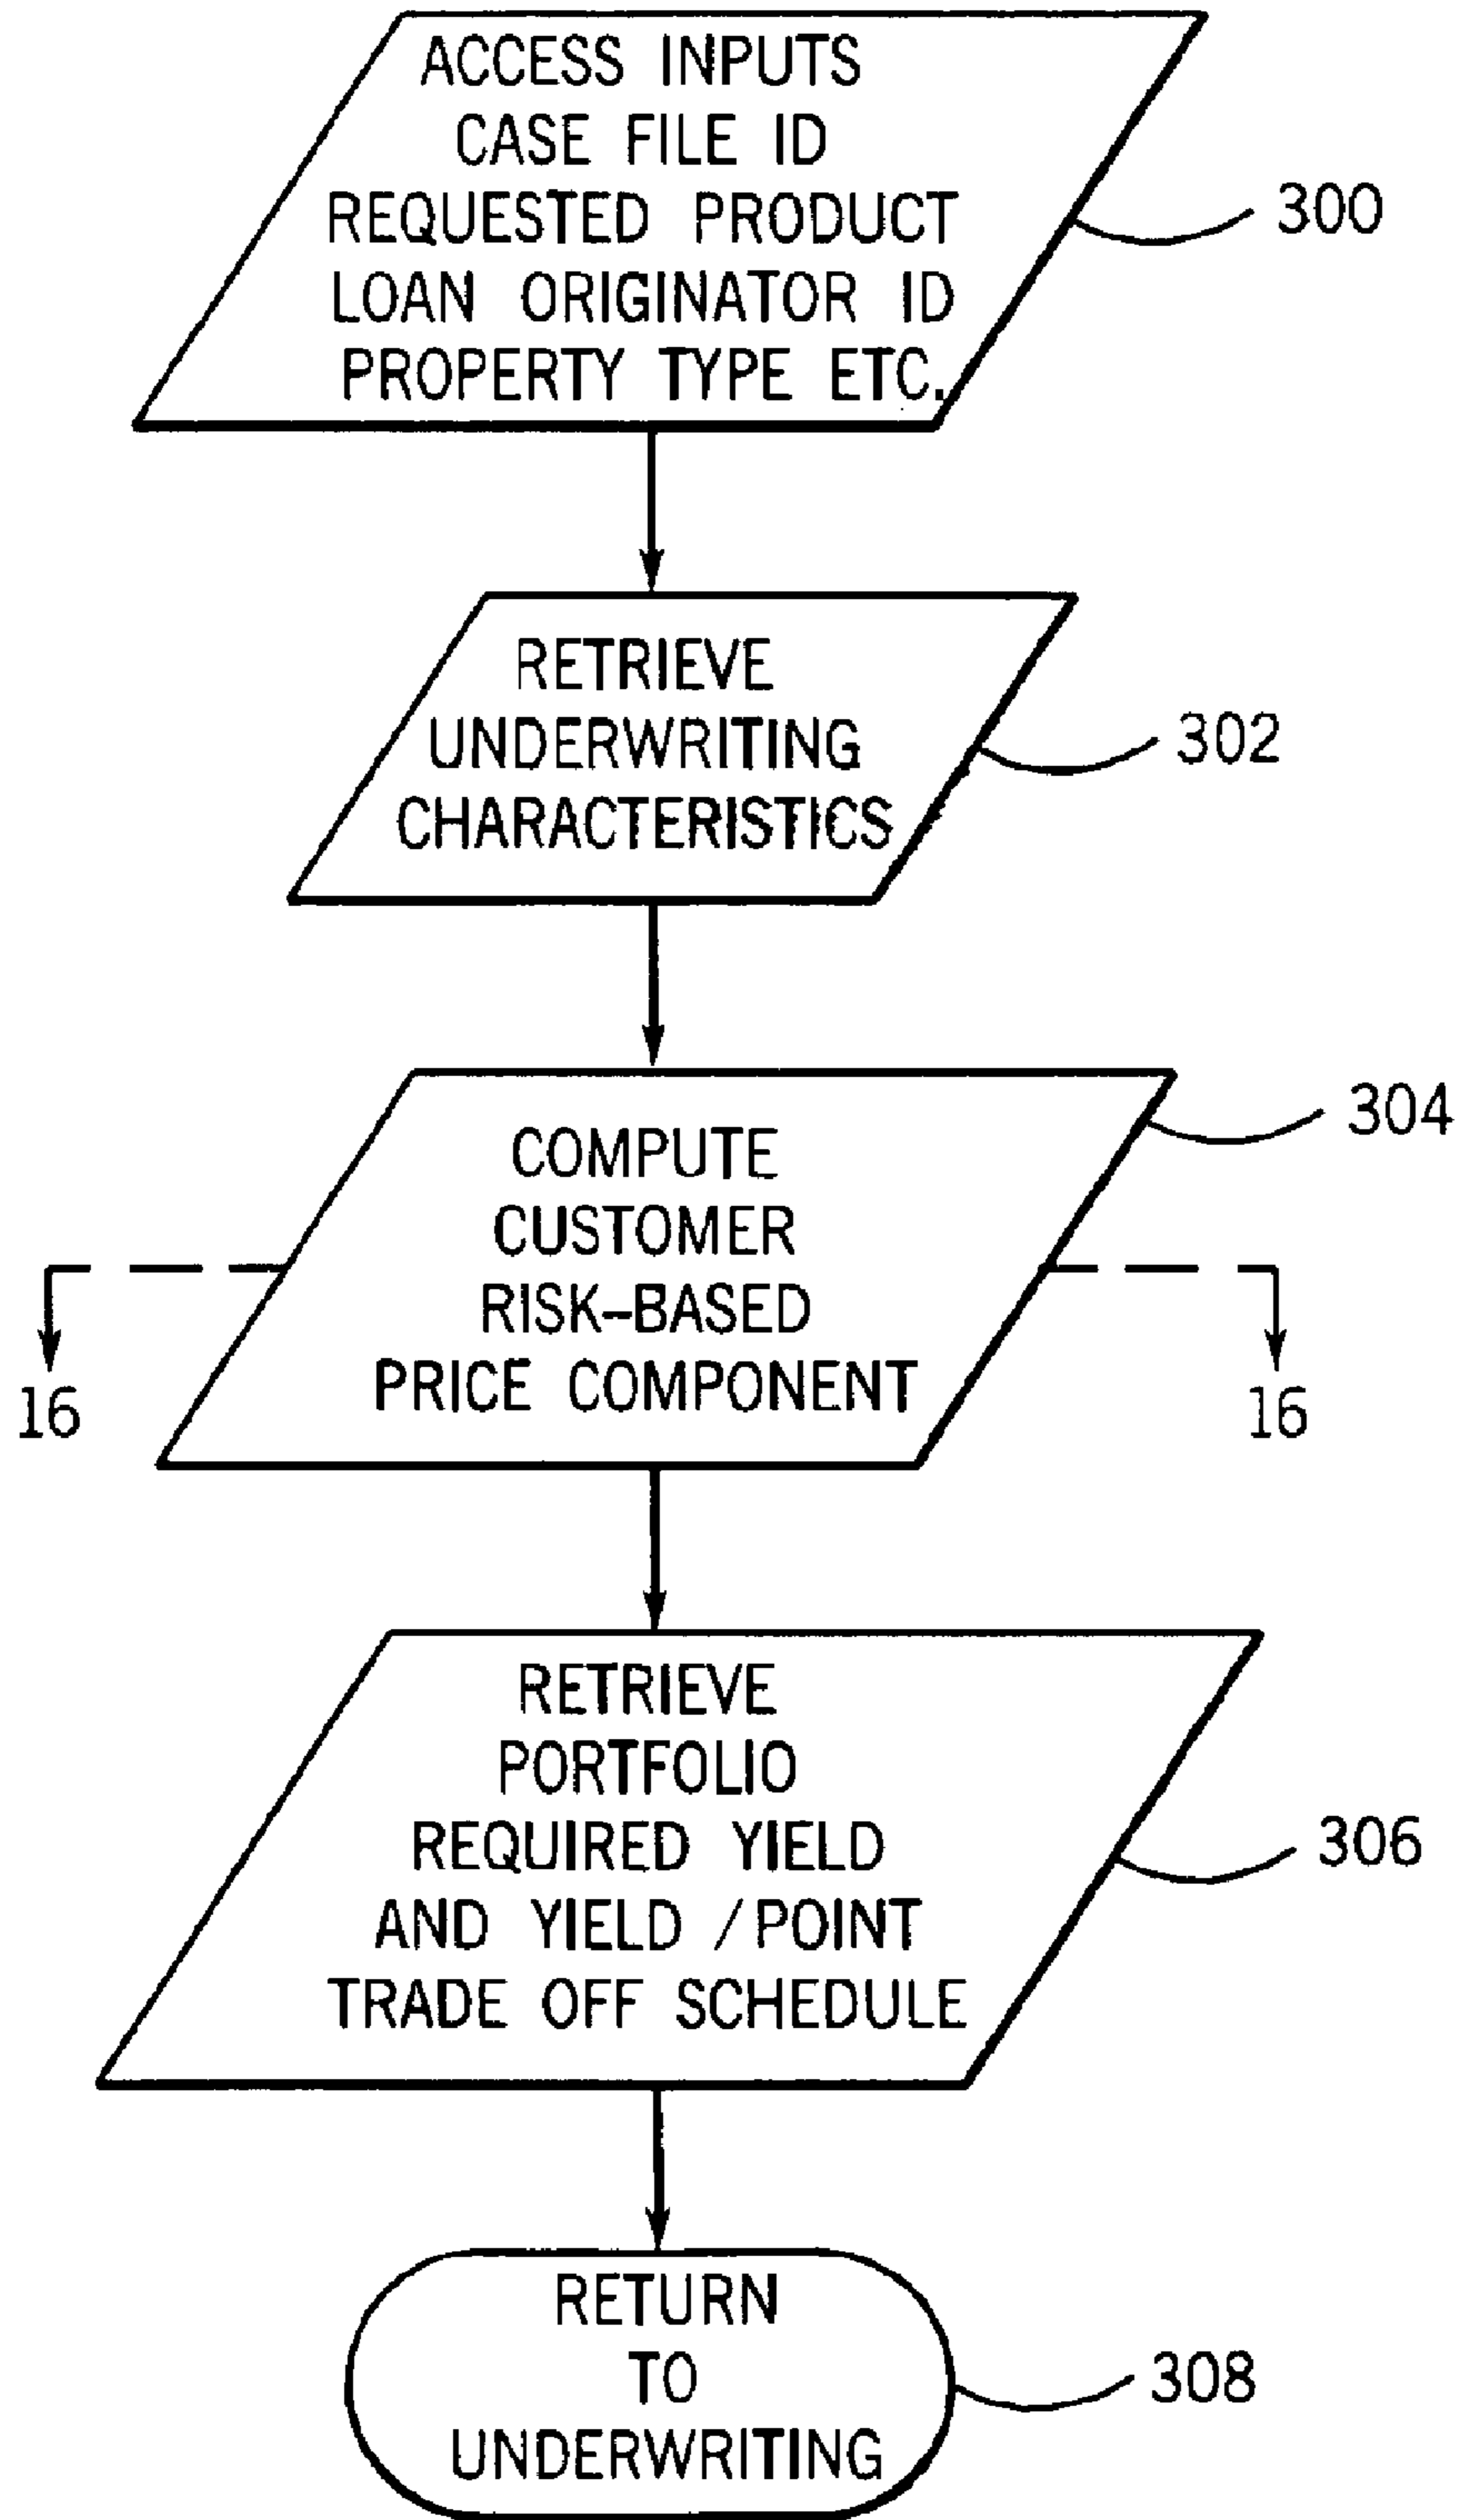 ACCESS INPUTS
CASE FILE ID
REQUESTED PRODUCT
LOAN ORIGINATOR ID
PROPERTY TYPE ETC.
300
RETRIEVE
UNDERWRITING
CHARACTERISTICS
302
COMPUTE
CUSTOMER
RISK-BASED
PRICE COMPONENT
304
16
16
RETRIEVE
PORTFOLIO
REQUIRED YIELD
AND YIELD /POINT
TRADE OFF SCHEDULE
306
RETURN
TO
UNDERWRITING
308